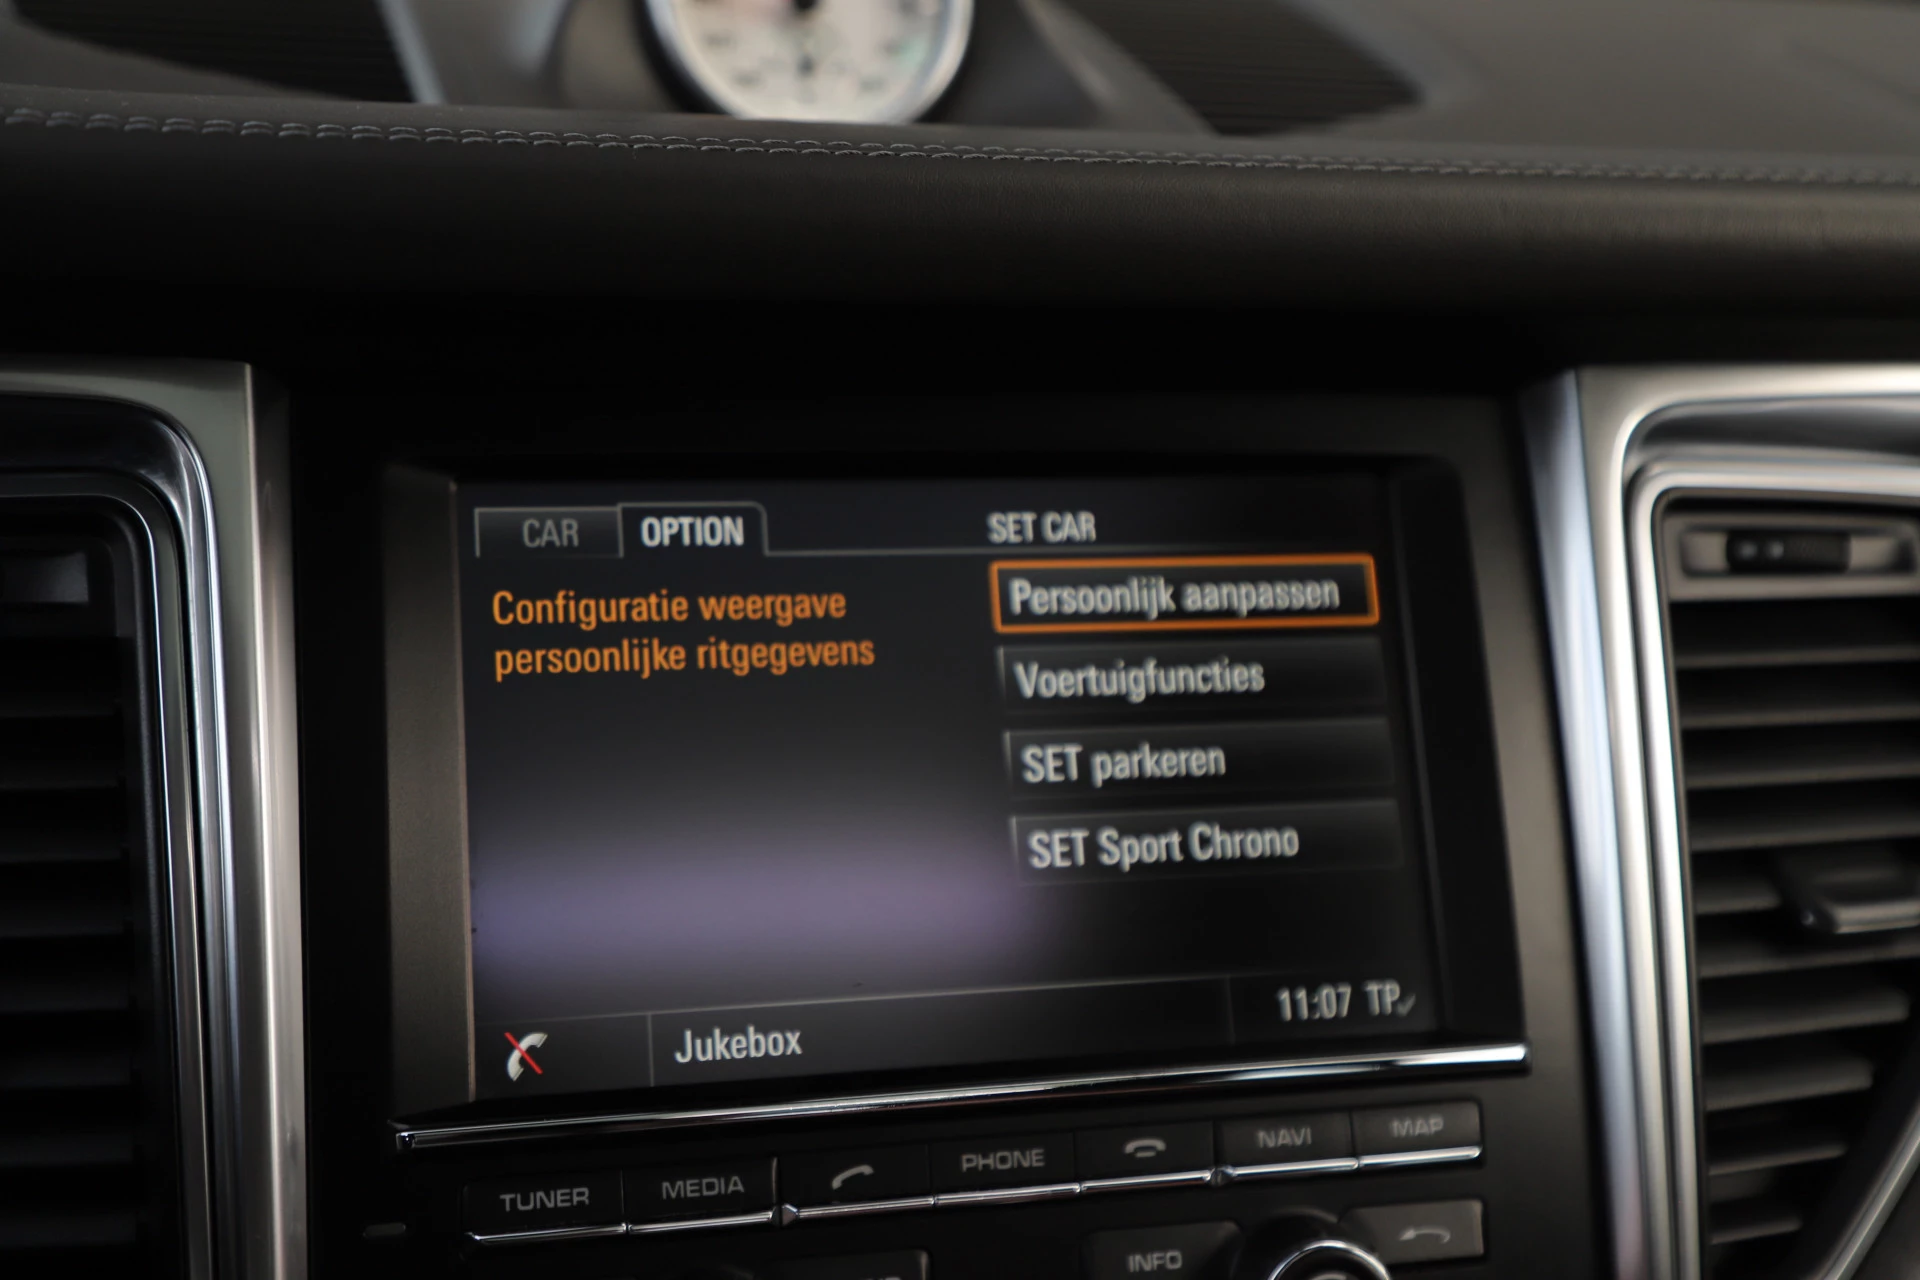 CAR OPTION SET CAR
Configuratie weergave
persoonlijke ritgegevens
Persoonlijk aanpassen
Voertuigfuncties
SET parkeren
SET Sport Chrono
Jukebox 11:07 TP
TUNER MEDIA PHONE NAVI MAP
INFO